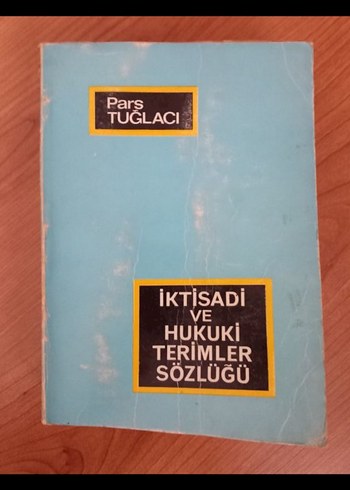 Pars
TUĞLACI
İKTİSADİ
VE
HUKUKİ
TERİMLER
SÖZLÜĞÜ